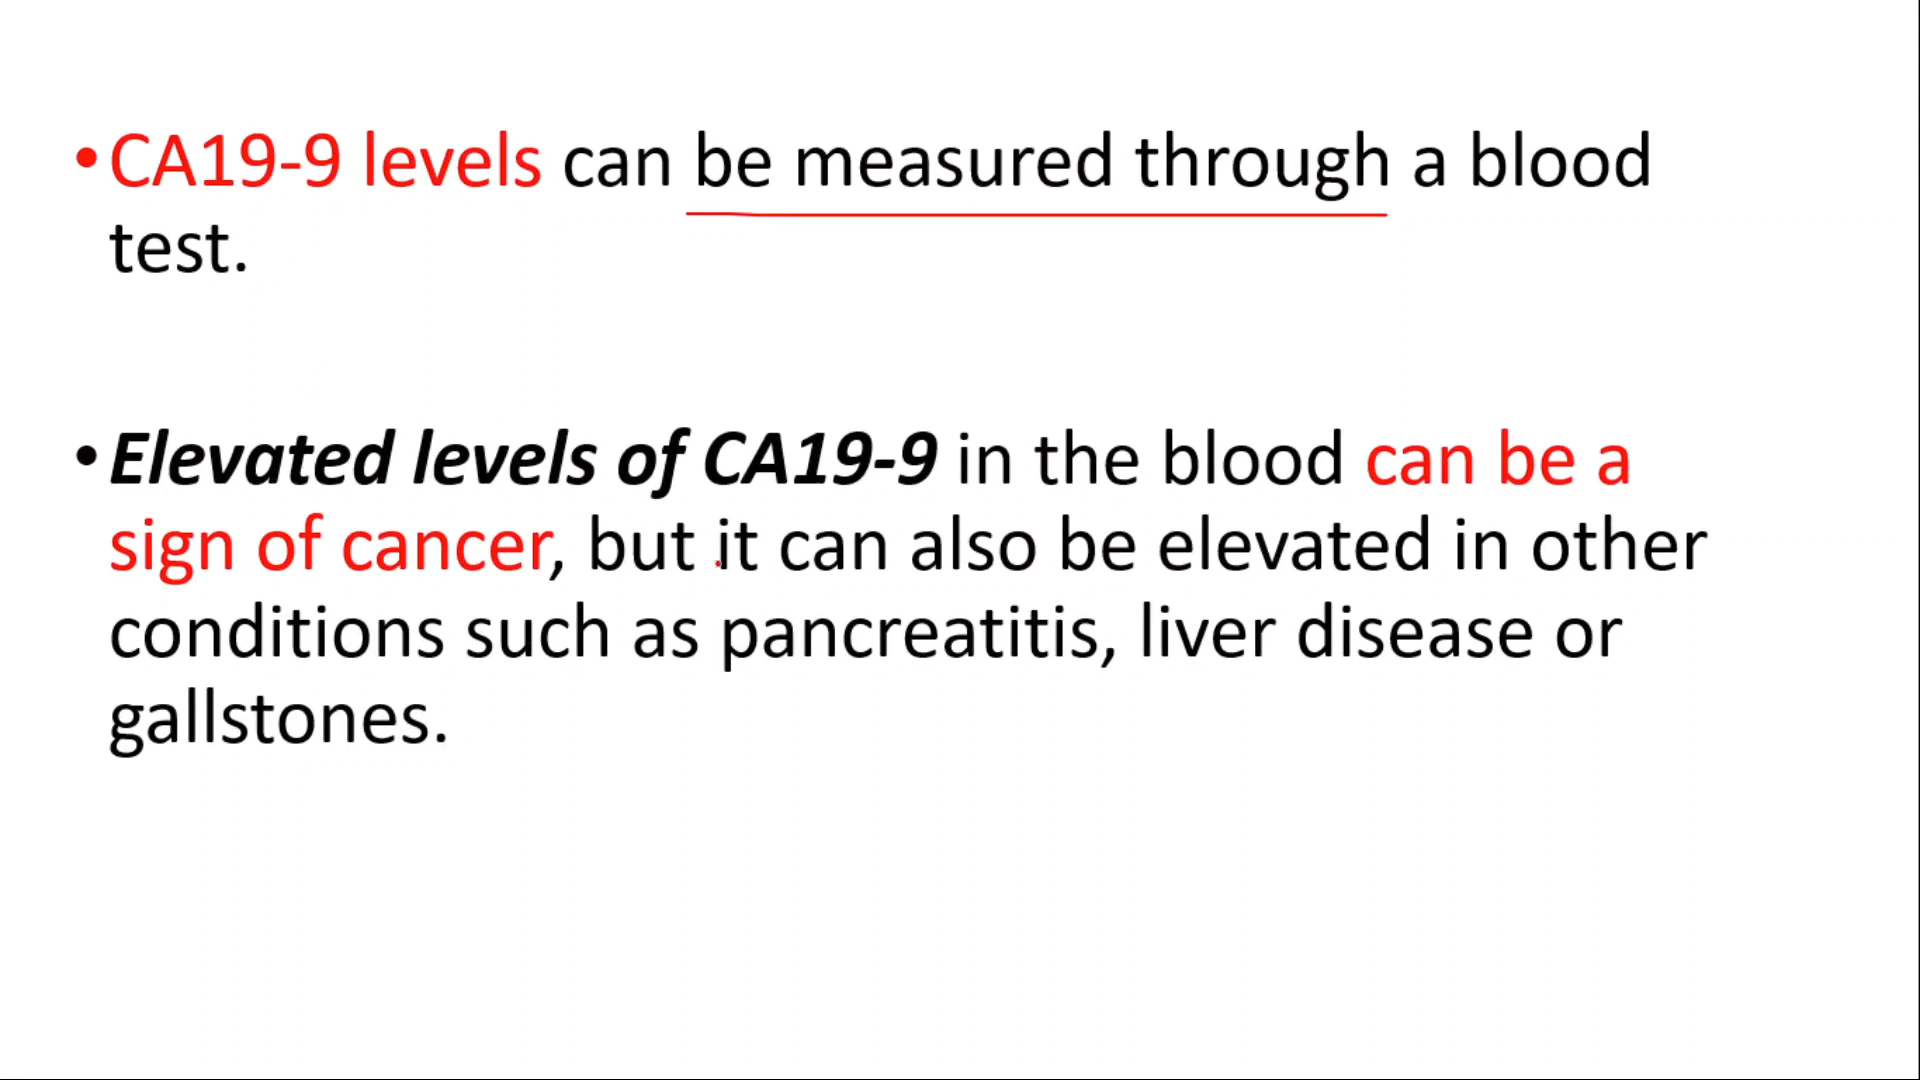 •CA19-9 levels can be measured through a blood
test.
•Elevated levels of CA19-9 in the blood can be a
sign of cancer, but it can also be elevated in other
conditions such as pancreatitis, liver disease or
gallstones.